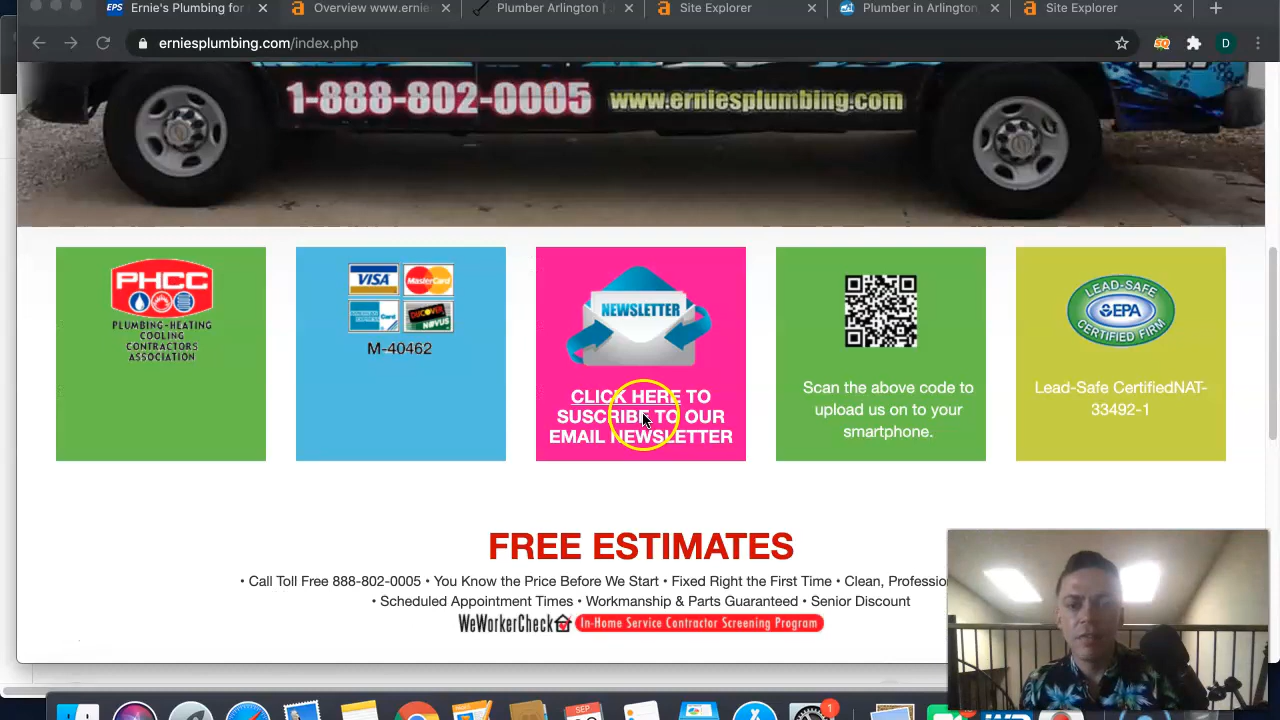 EPS Ernie's Plumbing for
Overview www.ernie
Plumber Arlington |
Site Explorer
Plumber in Arlington
Site Explorer
erniesplumbing.com/index.php
D
1-888-802-0005 www.erniesplumbing.com
PHCC
PLUMBING-HEATING
COOLING
CONTRACTORS
ASSOCIATION
VISA MasterCard
DISCOVER
NOVUS
M-40462
NEWSLETTER
CLICK HERE TO
SUSCRIBE TO OUR
EMAIL NEWSLETTER
Scan the above code to
upload us on to your
smartphone.
LEAD-SAFE
EPA
CERTIFIED FIRM
Lead-Safe CertifiedNAT-
33492-1
FREE ESTIMATES
• Call Toll Free 888-802-0005 • You Know the Price Before We Start • Fixed Right the First Time • Clean, Profession
• Scheduled Appointment Times • Workmanship & Parts Guaranteed • Senior Discount
WeWorkerCheck In-Home Service Contractor Screening Program
SEP
1